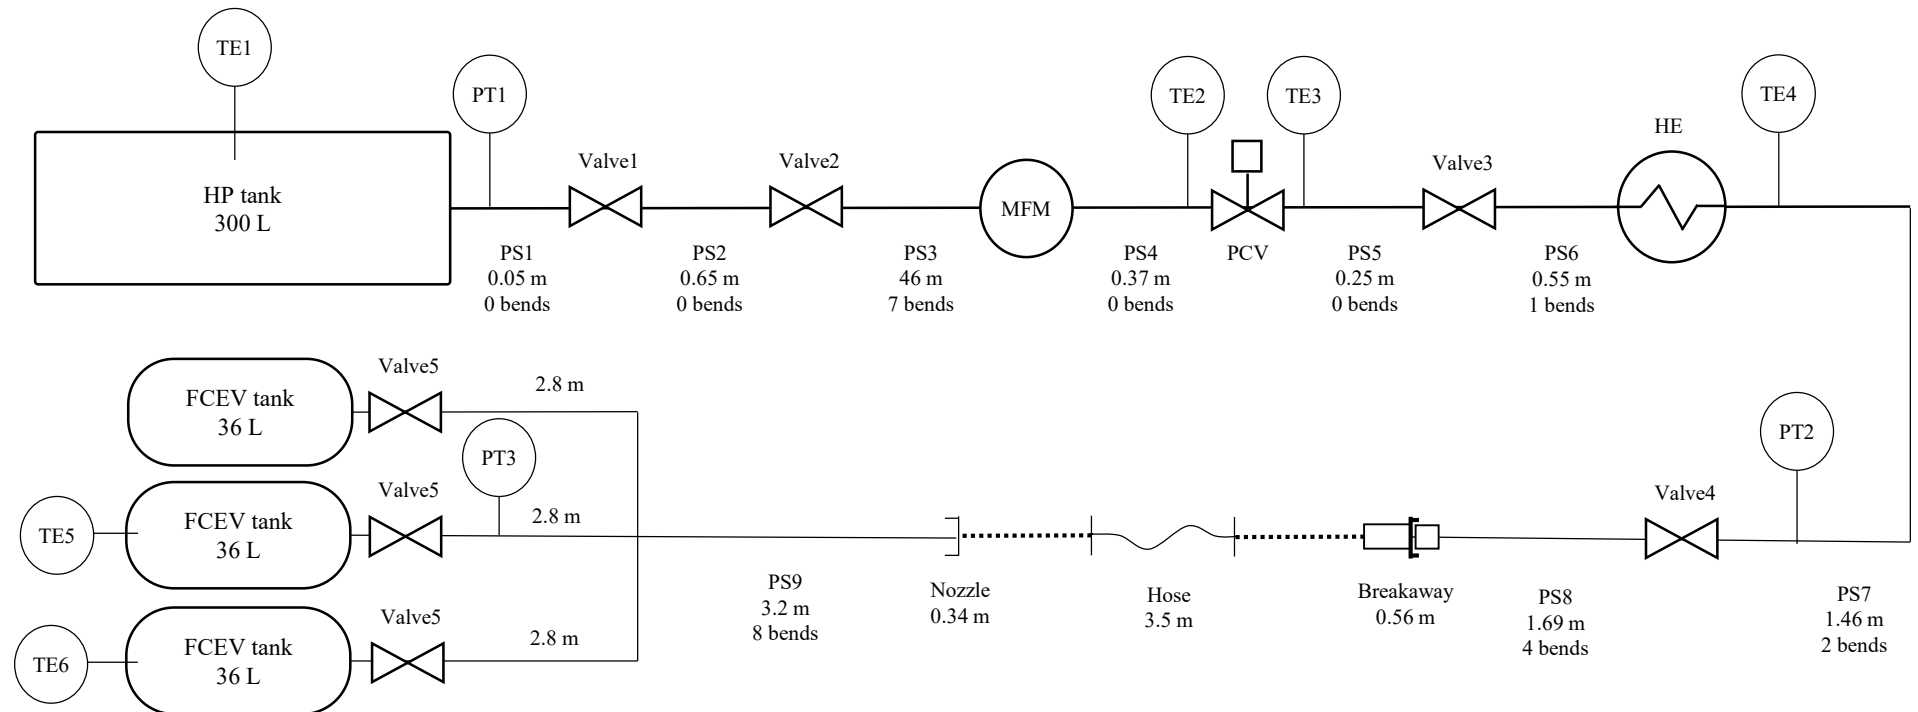 TE1
PT1
TE2
TE3
TE4
HE
Valve1
Valve2
Valve3
HP tank
300 L
MFM
PS1
0.05 m
0 bends
PS2
0.65 m
0 bends
PS3
46 m
7 bends
PS4
0.37 m
0 bends
PCV
PS5
0.25 m
0 bends
PS6
0.55 m
1 bends
Valve5
2.8 m
FCEV tank
36 L
PT3
PT2
Valve5
2.8 m
Valve4
TE5
FCEV tank
36 L
PS9
3.2 m
8 bends
Nozzle
0.34 m
Hose
3.5 m
Breakaway
0.56 m
PS8
1.69 m
4 bends
PS7
1.46 m
2 bends
Valve5
2.8 m
TE6
FCEV tank
36 L